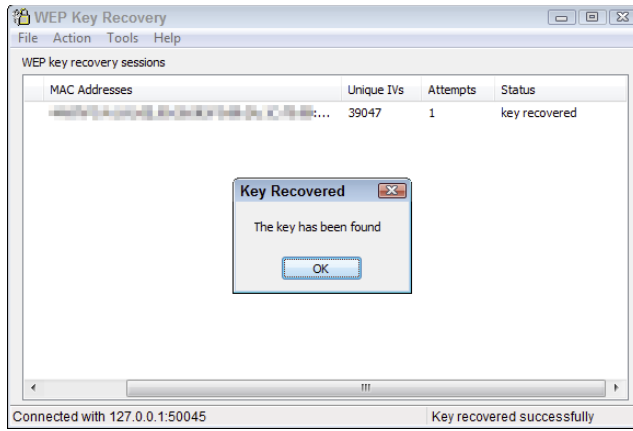 WEP Key Recovery
File Action Tools Help
WEP key recovery sessions
MAC Addresses Unique IVs Attempts Status
:... 39047 1 key recovered
Key Recovered
The key has been found
OK
Connected with 127.0.0.1:50045 Key recovered successfully